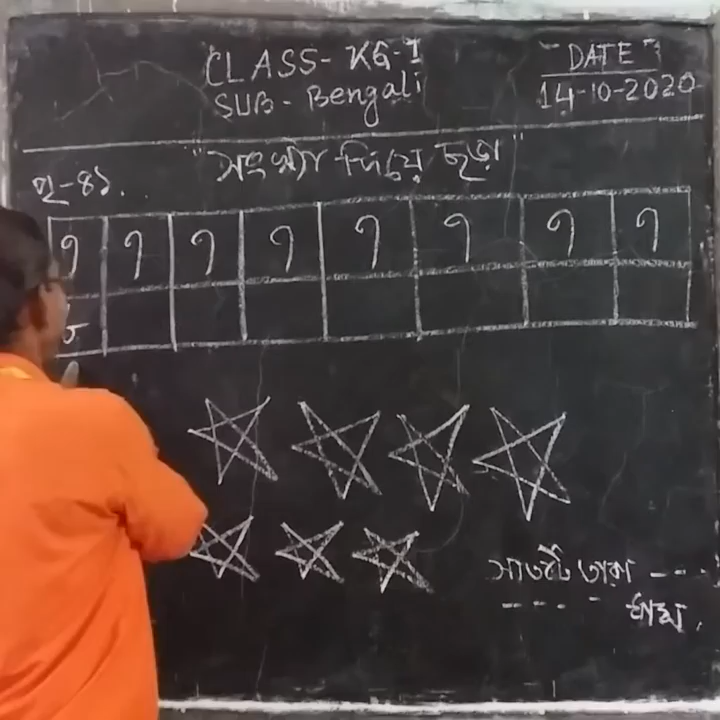 CLASS- KG-I
SUB - Bengali
DATE
14-10-2020
"সংখ্যা দিয়ে ছড়া"
পৃ-৪১.
৭ ৭ ৭ ৭ ৭ ৭ ৭ ৭
৮
সাতটি তারা ----
---- -